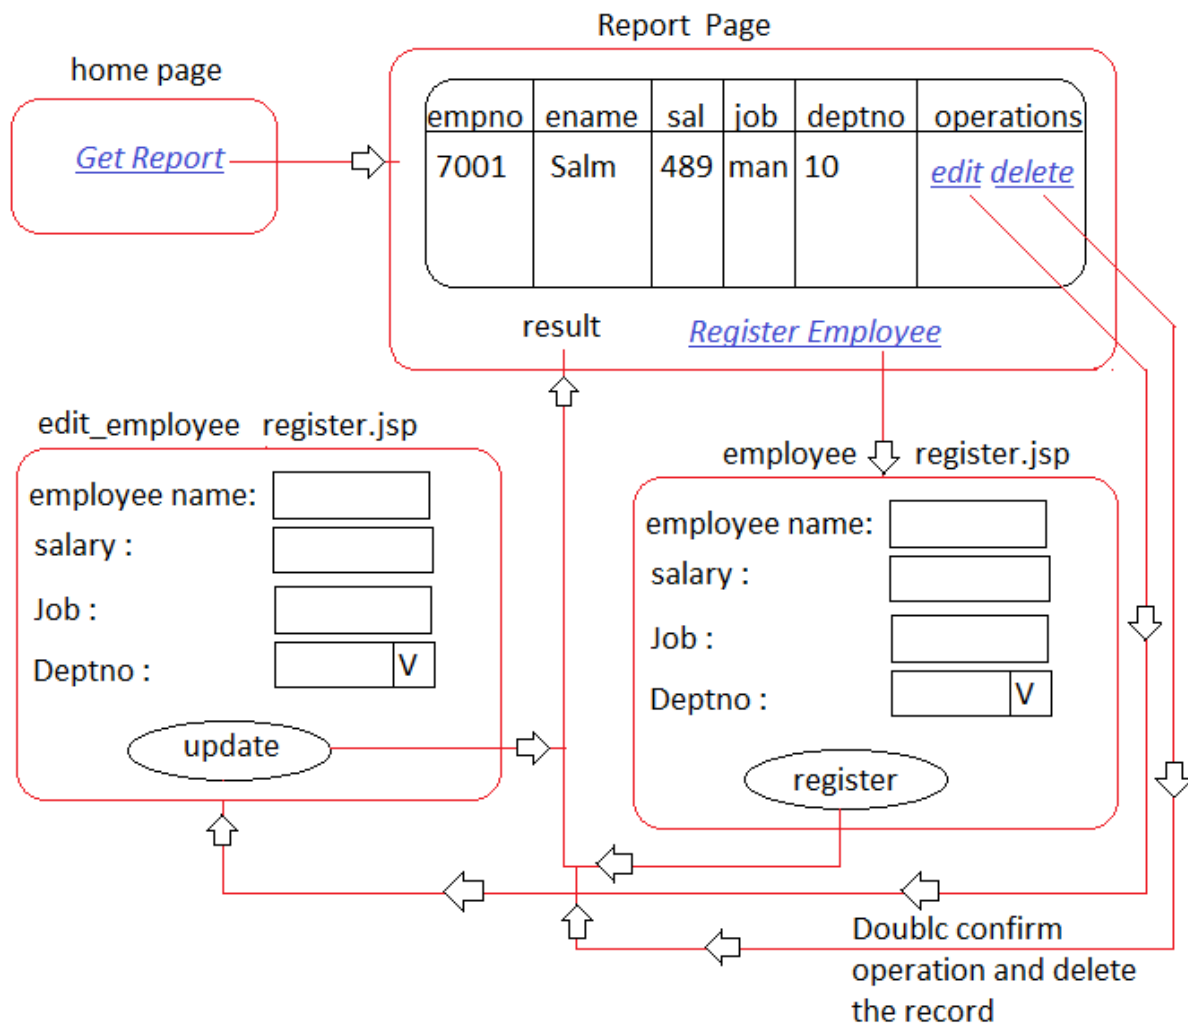 Report Page
home page
empno ename sal job deptno operations
Get Report
7001 Salm 489 man 10 edit delete
result
Register Employee
edit_employee register.jsp
employee name:
salary :
Job :
Deptno : V
update
employee register.jsp
employee name:
salary :
Job :
Deptno : V
register
Doublc confirm
operation and delete
the record